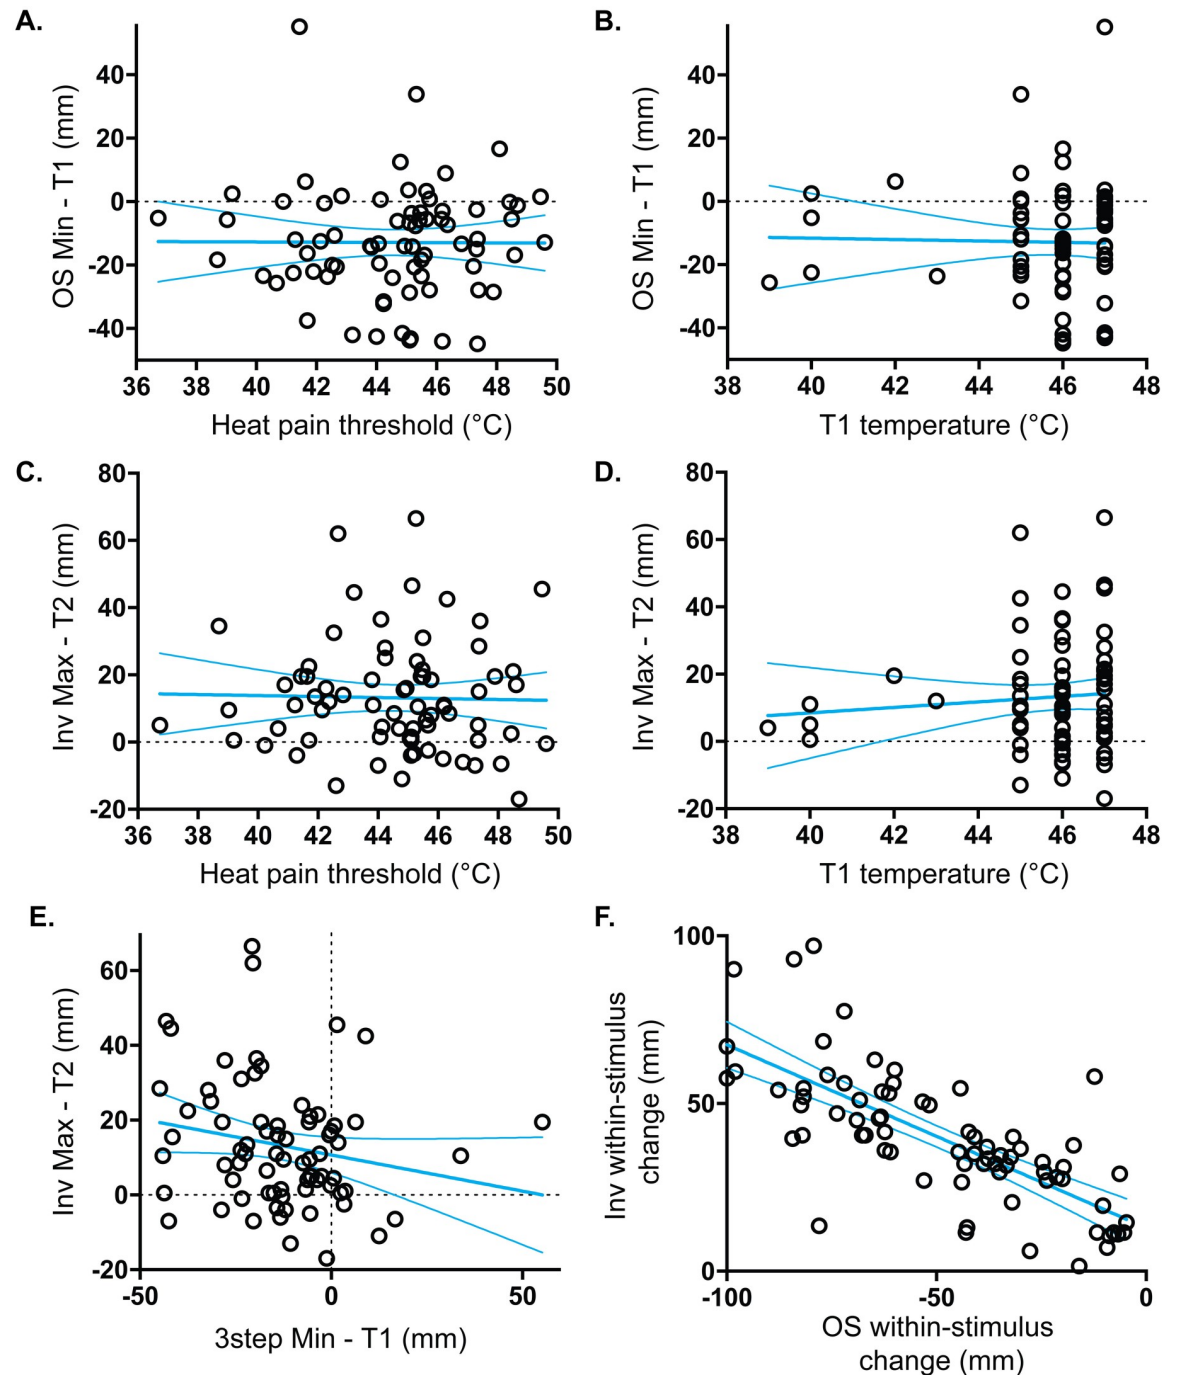 A.
OS Min - T1 (mm)
40
20
0
-20
-40
36 38 40 42 44 46 48 50
Heat pain threshold (°C)
B.
OS Min - T1 (mm)
40
20
0
-20
-40
38 40 42 44 46 48
T1 temperature (°C)
C.
Inv Max - T2 (mm)
80
60
40
20
0
-20
36 38 40 42 44 46 48 50
Heat pain threshold (°C)
D.
Inv Max - T2 (mm)
80
60
40
20
0
-20
38 40 42 44 46 48
T1 temperature (°C)
E.
Inv Max - T2 (mm)
60
40
20
0
-20
-50 0 50
3step Min - T1 (mm)
F.
Inv within-stimulus
change (mm)
100
50
0
-100 -50 0
OS within-stimulus
change (mm)